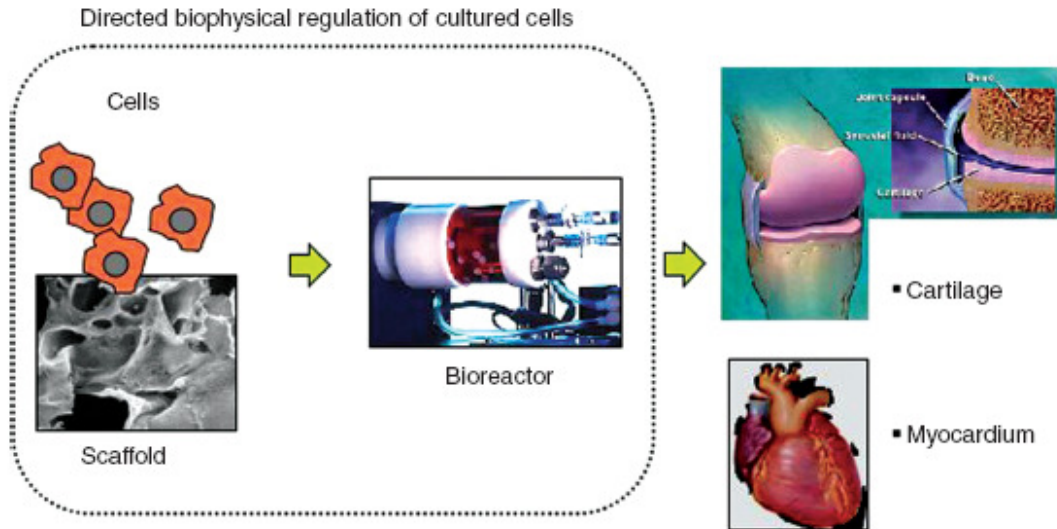 Directed biophysical regulation of cultured cells
Cells
Scaffold
Bioreactor
Bone
Joint capsule
Synovial fluid
Cartilage
▪ Cartilage
▪ Myocardium